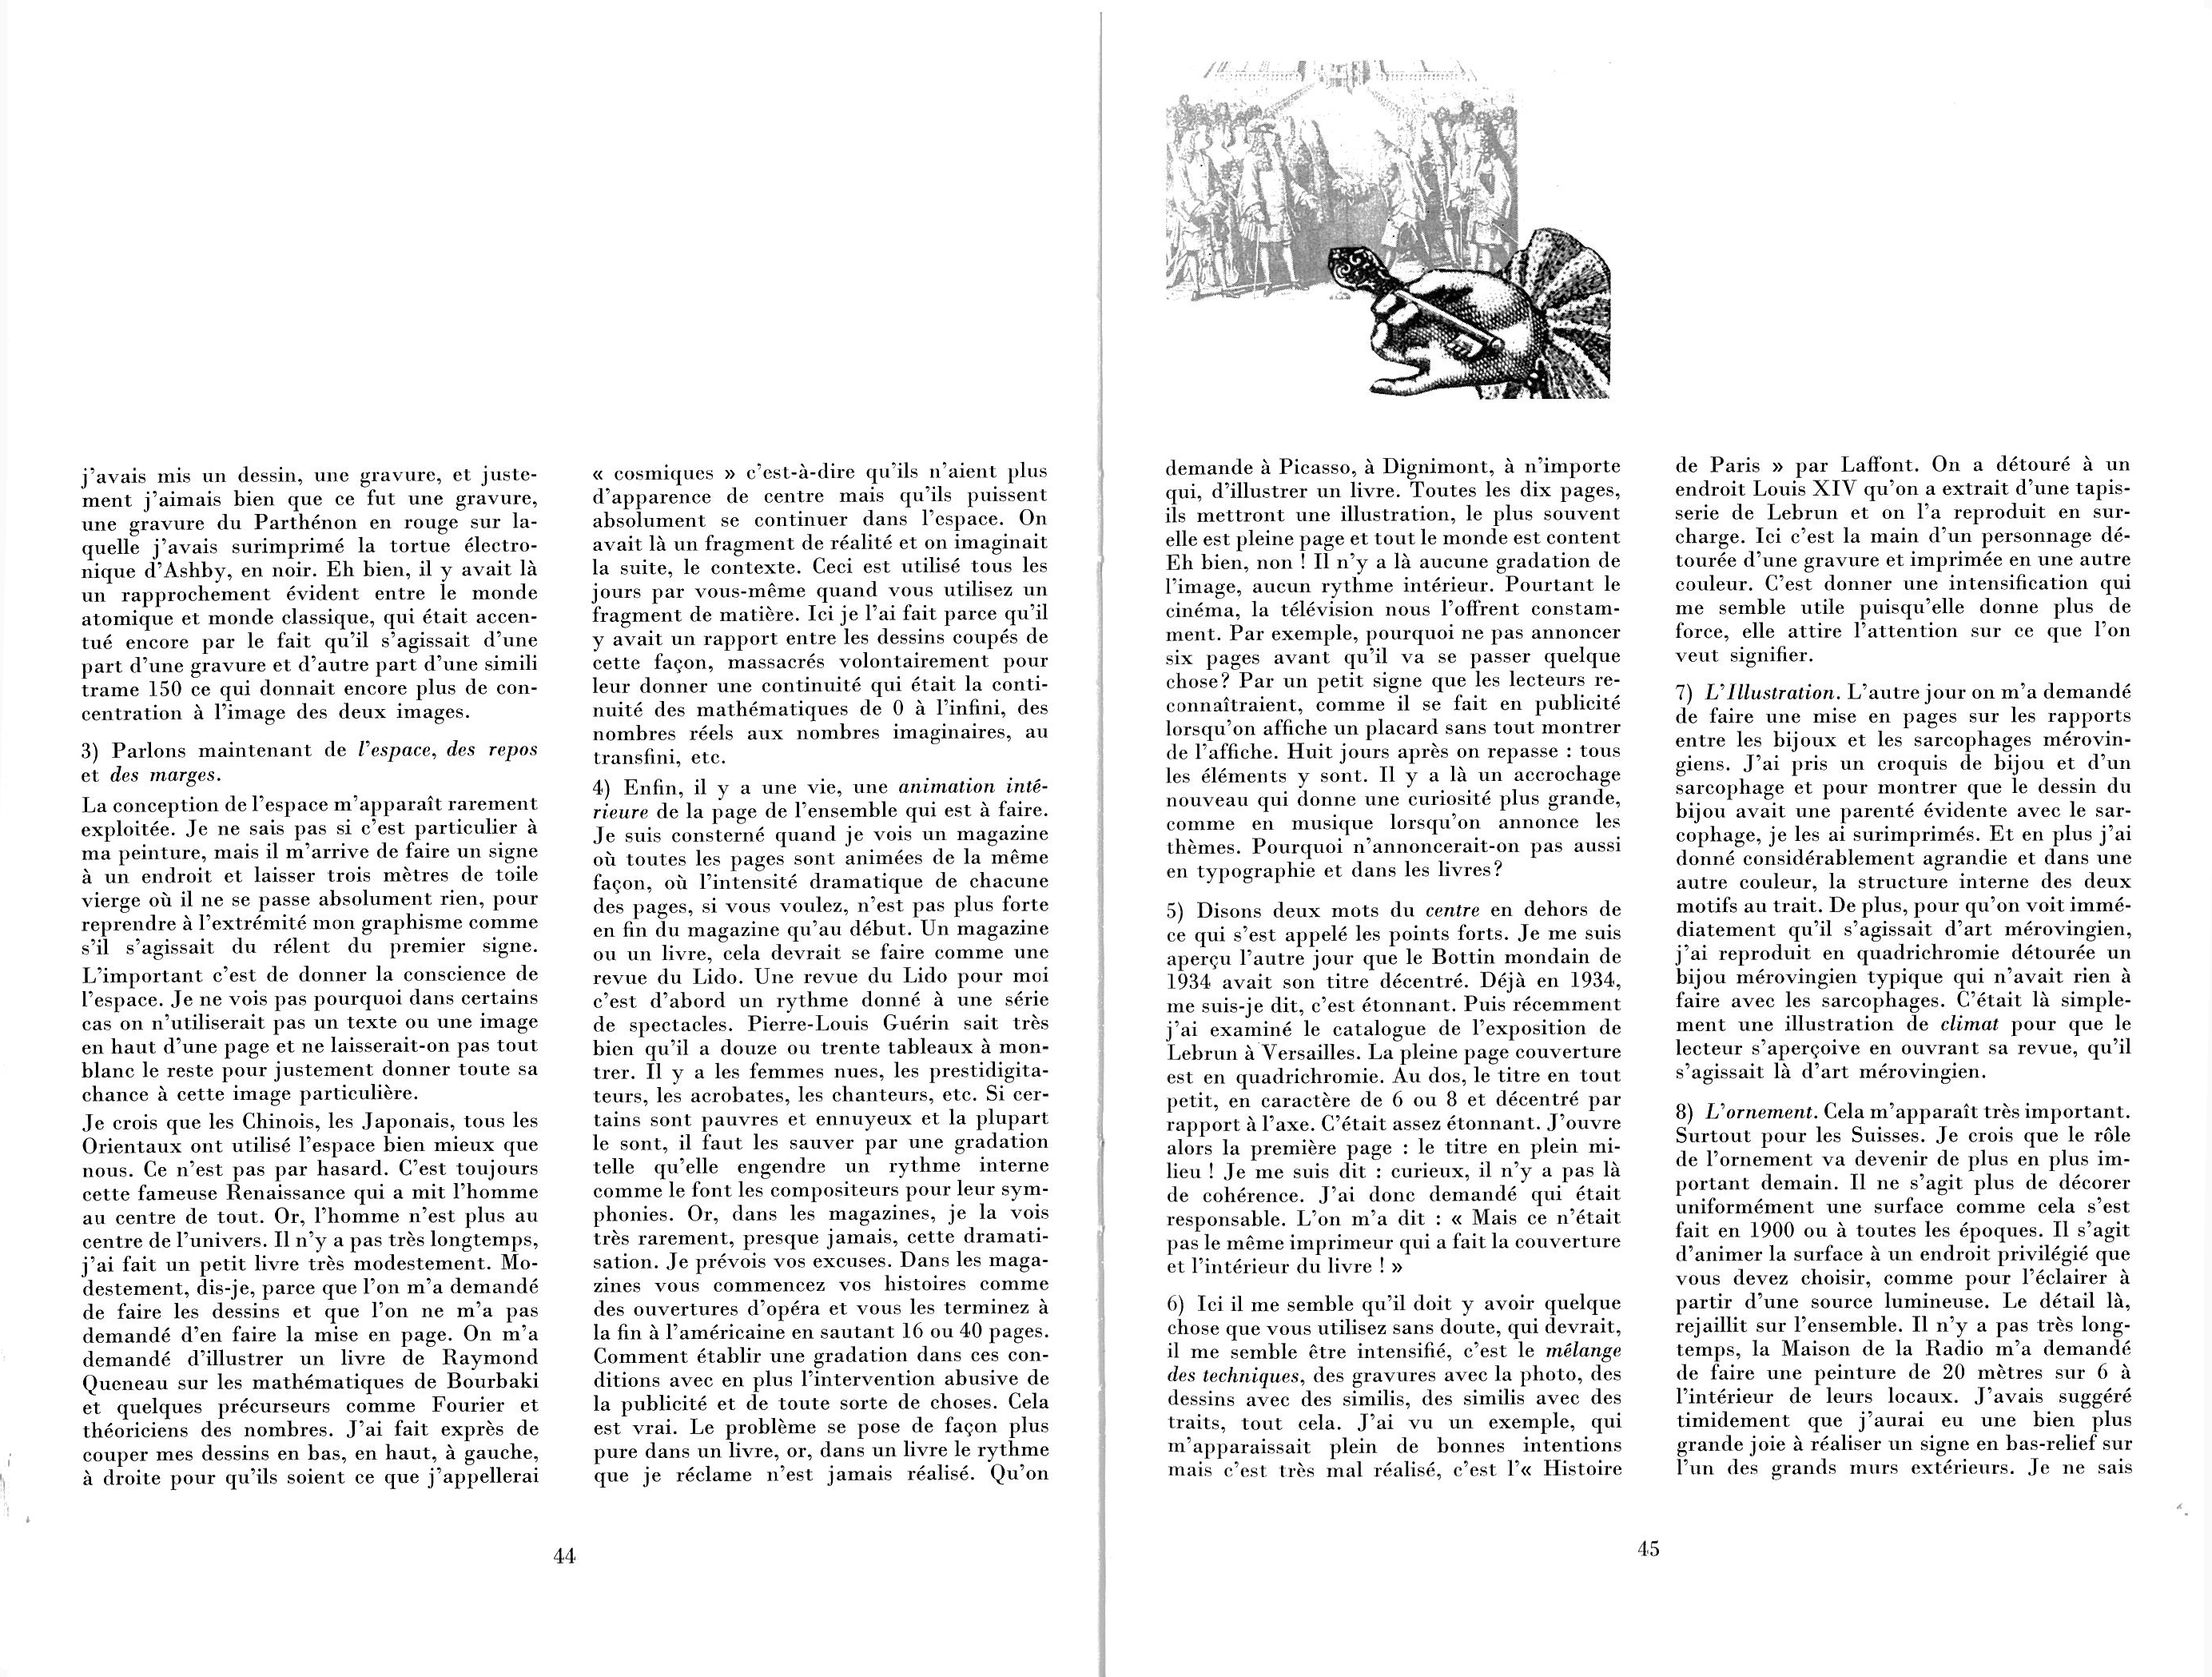 j'avais mis un dessin, une gravure, et juste-
ment j'aimais bien que ce fut une gravure,
une gravure du Parthénon en rouge sur la-
quelle j'avais surimprimé la tortue électro-
nique d'Ashby, en noir. Eh bien, il y avait là
un rapprochement évident entre le monde
atomique et monde classique, qui était accen-
tué encore par le fait qu'il s'agissait d'une
part d'une gravure et d'autre part d'une simili
trame 150 ce qui donnait encore plus de con-
centration à l'image des deux images.
3) Parlons maintenant de l'espace, des repos
et des marges.
La conception de l'espace m'apparaît rarement
exploitée. Je ne sais pas si c'est particulier à
ma peinture, mais il m'arrive de faire un signe
à un endroit et laisser trois mètres de toile
vierge où il ne se passe absolument rien, pour
reprendre à l'extrémité mon graphisme comme
s'il s'agissait du rélent du premier signe.
L'important c'est de donner la conscience de
l'espace. Je ne vois pas pourquoi dans certains
cas on n'utiliserait pas un texte ou une image
en haut d'une page et ne laisserait-on pas tout
blanc le reste pour justement donner toute sa
chance à cette image particulière.
Je crois que les Chinois, les Japonais, tous les
Orientaux ont utilisé l'espace bien mieux que
nous. Ce n'est pas par hasard. C'est toujours
cette fameuse Renaissance qui a mit l'homme
au centre de tout. Or, l'homme n'est plus au
centre de l'univers. Il n'y a pas très longtemps,
j'ai fait un petit livre très modestement. Mo-
destement, dis-je, parce que l'on m'a demandé
de faire les dessins et que l'on ne m'a pas
demandé d'en faire la mise en page. On m'a
demandé d'illustrer un livre de Raymond
Queneau sur les mathématiques de Bourbaki
et quelques précurseurs comme Fourier et
théoriciens des nombres. J'ai fait exprès de
couper mes dessins en bas, en haut, à gauche,
à droite pour qu'ils soient ce que j'appellerai
« cosmiques » c'est-à-dire qu'ils n'aient plus
d'apparence de centre mais qu'ils puissent
absolument se continuer dans l'espace. On
avait là un fragment de réalité et on imaginait
la suite, le contexte. Ceci est utilisé tous les
jours par vous-même quand vous utilisez un
fragment de matière. Ici je l'ai fait parce qu'il
y avait un rapport entre les dessins coupés de
cette façon, massacrés volontairement pour
leur donner une continuité qui était la conti-
nuité des mathématiques de 0 à l'infini, des
nombres réels aux nombres imaginaires, au
transfini, etc.
4) Enfin, il y a une vie, une animation inté-
rieure de la page de l'ensemble qui est à faire.
Je suis consterné quand je vois un magazine
où toutes les pages sont animées de la même
façon, où l'intensité dramatique de chacune
des pages, si vous voulez, n'est pas plus forte
en fin du magazine qu'au début. Un magazine
ou un livre, cela devrait se faire comme une
revue du Lido. Une revue du Lido pour moi
c'est d'abord un rythme donné à une série
de spectacles. Pierre-Louis Guérin sait très
bien qu'il a douze ou trente tableaux à mon-
trer. Il y a les femmes nues, les prestidigita-
teurs, les acrobates, les chanteurs, etc. Si cer-
tains sont pauvres et ennuyeux et la plupart
le sont, il faut les sauver par une gradation
telle qu'elle engendre un rythme interne
comme le font les compositeurs pour leur sym-
phonies. Or, dans les magazines, je la vois
très rarement, presque jamais, cette dramati-
sation. Je prévois vos excuses. Dans les maga-
zines vous commencez vos histoires comme
des ouvertures d'opéra et vous les terminez à
la fin à l'américaine en sautant 16 ou 40 pages.
Comment établir une gradation dans ces con-
ditions avec en plus l'intervention abusive de
la publicité et de toute sorte de choses. Cela
est vrai. Le problème se pose de façon plus
pure dans un livre, or, dans un livre le rythme
que je réclame n'est jamais réalisé. Qu'on
44
demande à Picasso, à Dignimont, à n'importe
qui, d'illustrer un livre. Toutes les dix pages,
ils mettront une illustration, le plus souvent
elle est pleine page et tout le monde est content
Eh bien, non ! Il n'y a là aucune gradation de
l'image, aucun rythme intérieur. Pourtant le
cinéma, la télévision nous l'offrent constam-
ment. Par exemple, pourquoi ne pas annoncer
six pages avant qu'il va se passer quelque
chose? Par un petit signe que les lecteurs re-
connaîtraient, comme il se fait en publicité
lorsqu'on affiche un placard sans tout montrer
de l'affiche. Huit jours après on repasse : tous
les éléments y sont. Il y a là un accrochage
nouveau qui donne une curiosité plus grande,
comme en musique lorsqu'on annonce les
thèmes. Pourquoi n'annoncerait-on pas aussi
en typographie et dans les livres?
5) Disons deux mots du centre en dehors de
ce qui s'est appelé les points forts. Je me suis
aperçu l'autre jour que le Bottin mondain de
1934 avait son titre décentré. Déjà en 1934,
me suis-je dit, c'est étonnant. Puis récemment
j'ai examiné le catalogue de l'exposition de
Lebrun à Versailles. La pleine page couverture
est en quadrichromie. Au dos, le titre en tout
petit, en caractère de 6 ou 8 et décentré par
rapport à l'axe. C'était assez étonnant. J'ouvre
alors la première page : le titre en plein mi-
lieu ! Je me suis dit : curieux, il n'y a pas là
de cohérence. J'ai donc demandé qui était
responsable. L'on m'a dit : « Mais ce n'était
pas le même imprimeur qui a fait la couverture
et l'intérieur du livre ! »
6) Ici il me semble qu'il doit y avoir quelque
chose que vous utilisez sans doute, qui devrait,
il me semble être intensifié, c'est le mélange
des techniques, des gravures avec la photo, des
dessins avec des similis, des similis avec des
traits, tout cela. J'ai vu un exemple, qui
m'apparaissait plein de bonnes intentions
mais c'est très mal réalisé, c'est l'« Histoire
de Paris » par Laffont. On a détouré à un
endroit Louis XIV qu'on a extrait d'une tapis-
serie de Lebrun et on l'a reproduit en sur-
charge. Ici c'est la main d'un personnage dé-
tourée d'une gravure et imprimée en une autre
couleur. C'est donner une intensification qui
me semble utile puisqu'elle donne plus de
force, elle attire l'attention sur ce que l'on
veut signifier.
7) L'Illustration. L'autre jour on m'a demandé
de faire une mise en pages sur les rapports
entre les bijoux et les sarcophages mérovin-
giens. J'ai pris un croquis de bijou et d'un
sarcophage et pour montrer que le dessin du
bijou avait une parenté évidente avec le sar-
cophage, je les ai surimprimés. Et en plus j'ai
donné considérablement agrandie et dans une
autre couleur, la structure interne des deux
motifs au trait. De plus, pour qu'on voit immé-
diatement qu'il s'agissait d'art mérovingien,
j'ai reproduit en quadrichromie détourée un
bijou mérovingien typique qui n'avait rien à
faire avec les sarcophages. C'était là simple-
ment une illustration de climat pour que le
lecteur s'aperçoive en ouvrant sa revue, qu'il
s'agissait là d'art mérovingien.
8) L'ornement. Cela m'apparaît très important.
Surtout pour les Suisses. Je crois que le rôle
de l'ornement va devenir de plus en plus im-
portant demain. Il ne s'agit plus de décorer
uniformément une surface comme cela s'est
fait en 1900 ou à toutes les époques. Il s'agit
d'animer la surface à un endroit privilégié que
vous devez choisir, comme pour l'éclairer à
partir d'une source lumineuse. Le détail là,
rejaillit sur l'ensemble. Il n'y a pas très long-
temps, la Maison de la Radio m'a demandé
de faire une peinture de 20 mètres sur 6 à
l'intérieur de leurs locaux. J'avais suggéré
timidement que j'aurai eu une bien plus
grande joie à réaliser un signe en bas-relief sur
l'un des grands murs extérieurs. Je ne sais
45